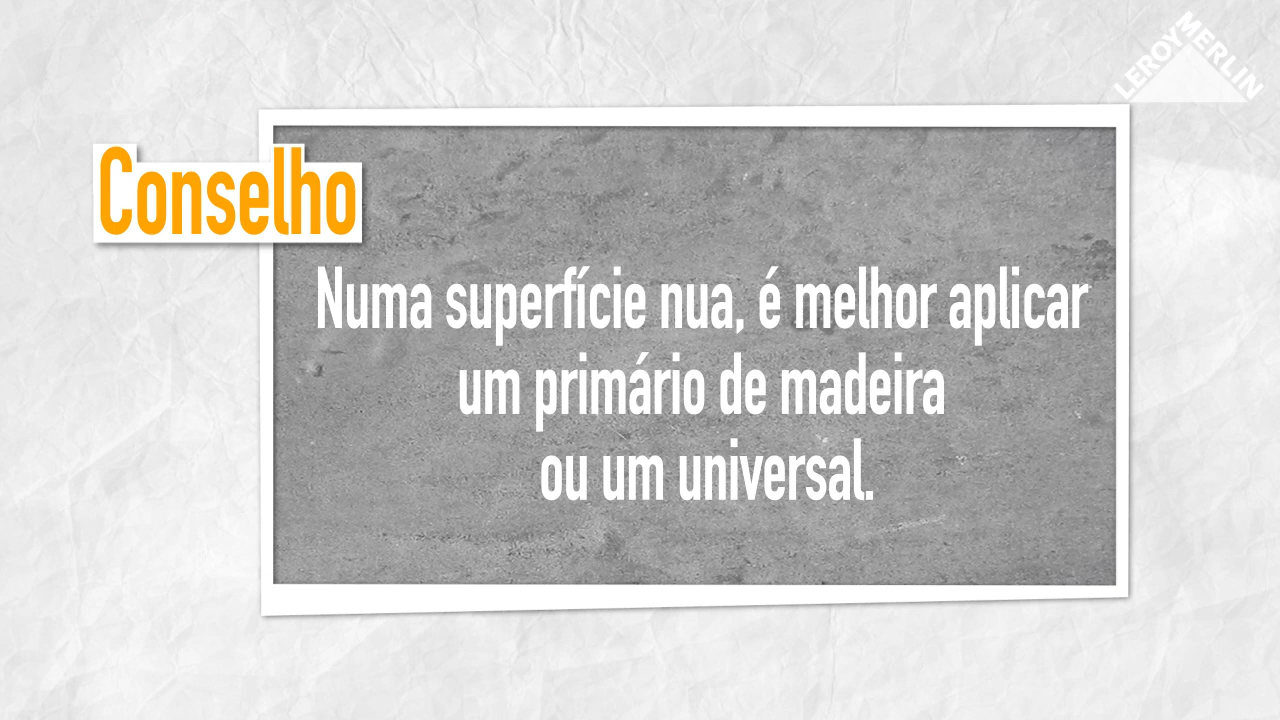 LEROY MERLIN
Conselho
Numa superfície nua, é melhor aplicar
um primário de madeira
ou um universal.